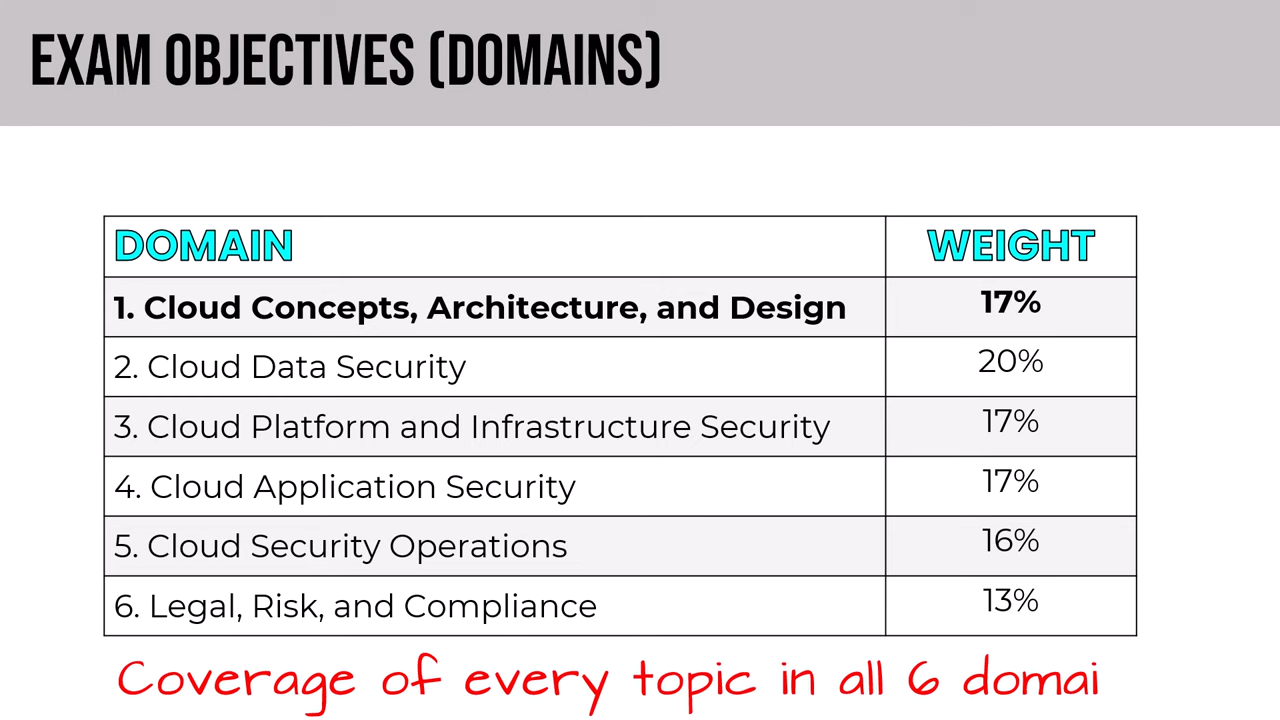 EXAM OBJECTIVES (DOMAINS)
DOMAIN WEIGHT
1. Cloud Concepts, Architecture, and Design 17%
2. Cloud Data Security 20%
3. Cloud Platform and Infrastructure Security 17%
4. Cloud Application Security 17%
5. Cloud Security Operations 16%
6. Legal, Risk, and Compliance 13%
Coverage of every topic in all 6 domai